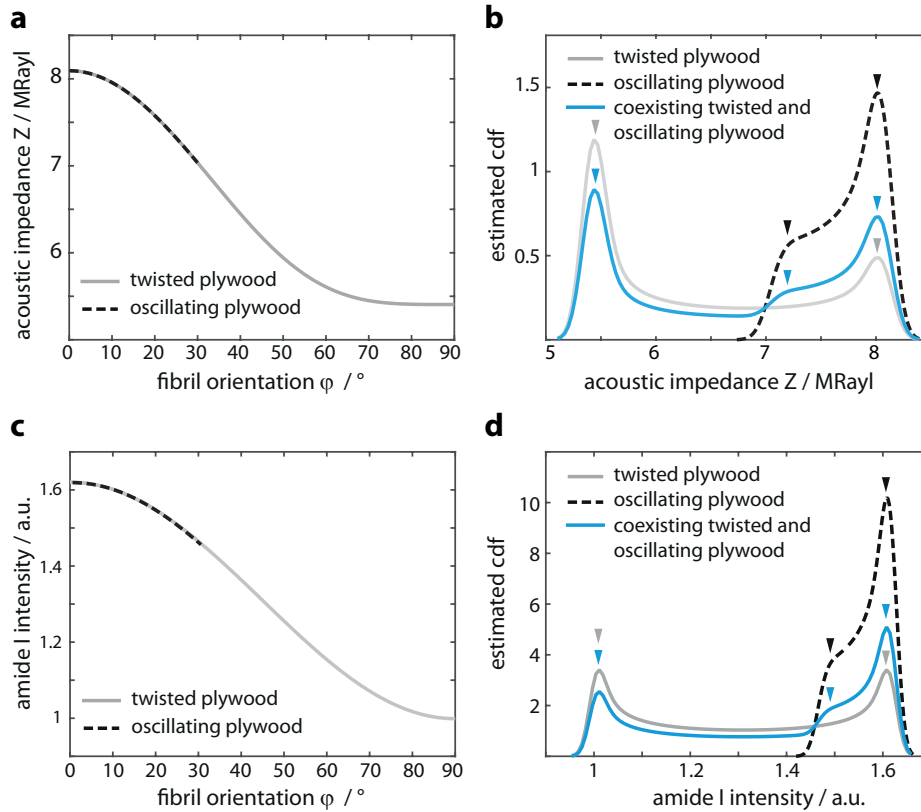 a
acoustic impedance Z / MRayl
8
7
6
twisted plywood
oscillating plywood
0 10 20 30 40 50 60 70 80 90
fibril orientation φ / °
b
estimated cdf
1.5
1
0.5
twisted plywood
oscillating plywood
coexisting twisted and
oscillating plywood
5 6 7 8
acoustic impedance Z / MRayl
c
amide I intensity / a.u.
1.6
1.4
1.2
1
twisted plywood
oscillating plywood
0 10 20 30 40 50 60 70 80 90
fibril orientation φ / °
d
estimated cdf
10
8
6
4
2
twisted plywood
oscillating plywood
coexisting twisted and
oscillating plywood
1 1.2 1.4 1.6
amide I intensity / a.u.